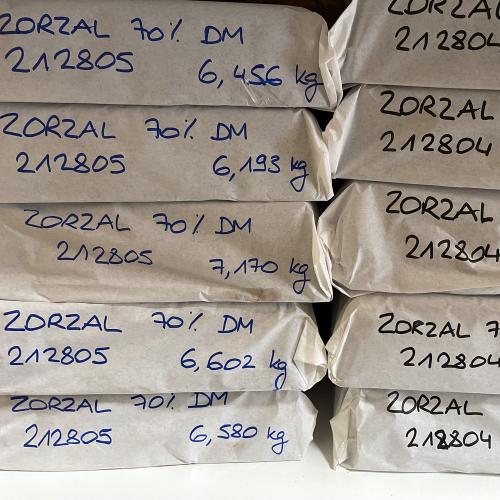 ZORZAL 70% DM
212805 6,456 kg
ZORZAL 70% DM
212805 6,193 kg
ZORZAL 70% DM
212805 7,170 kg
ZORZAL 70% DM
212805 6,602 kg
ZORZAL 70% DM
212805 6,580 kg
ZORZAL
212804
ZORZAL
212804
ZORZAL
212804
ZORZAL 7
212804
ZORZAL
212804